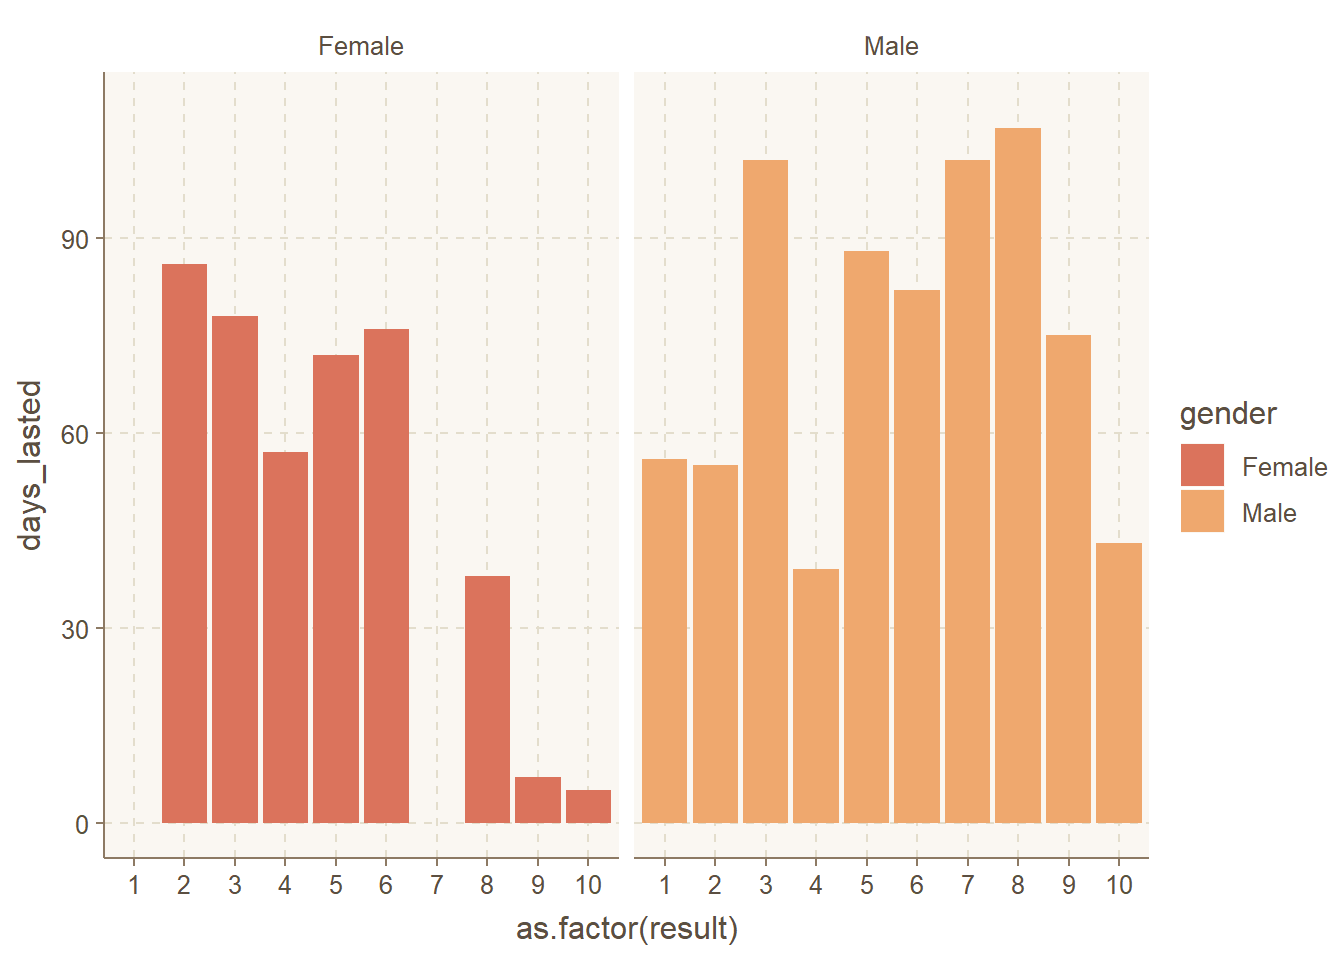 Female Male
90
60
30
0
days_lasted
1 2 3 4 5 6 7 8 9 10 1 2 3 4 5 6 7 8 9 10
as.factor(result)
gender
Female
Male